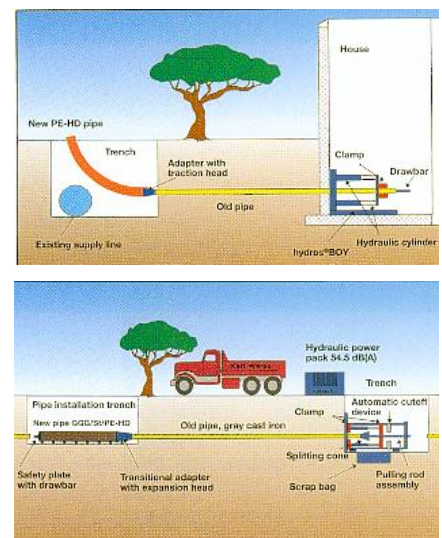 House
New PE-HD pipe
Trench
Adapter with
traction head
Clamp
Drawbar
Old pipe
Existing supply line
Hydraulic cylinder
hydros®BOY
Hydraulic power
pack 54.5 dB(A)
Karl Weiss
Trench
Pipe installation trench
Automatic cutoff
device
Clamp
New pipe GGG/St/PE-HD
Old pipe, gray cast iron
Splitting cone
Safety plate
with drawbar
Transitional adapter
with expansion head
Scrap bag
Pulling rod
assembly